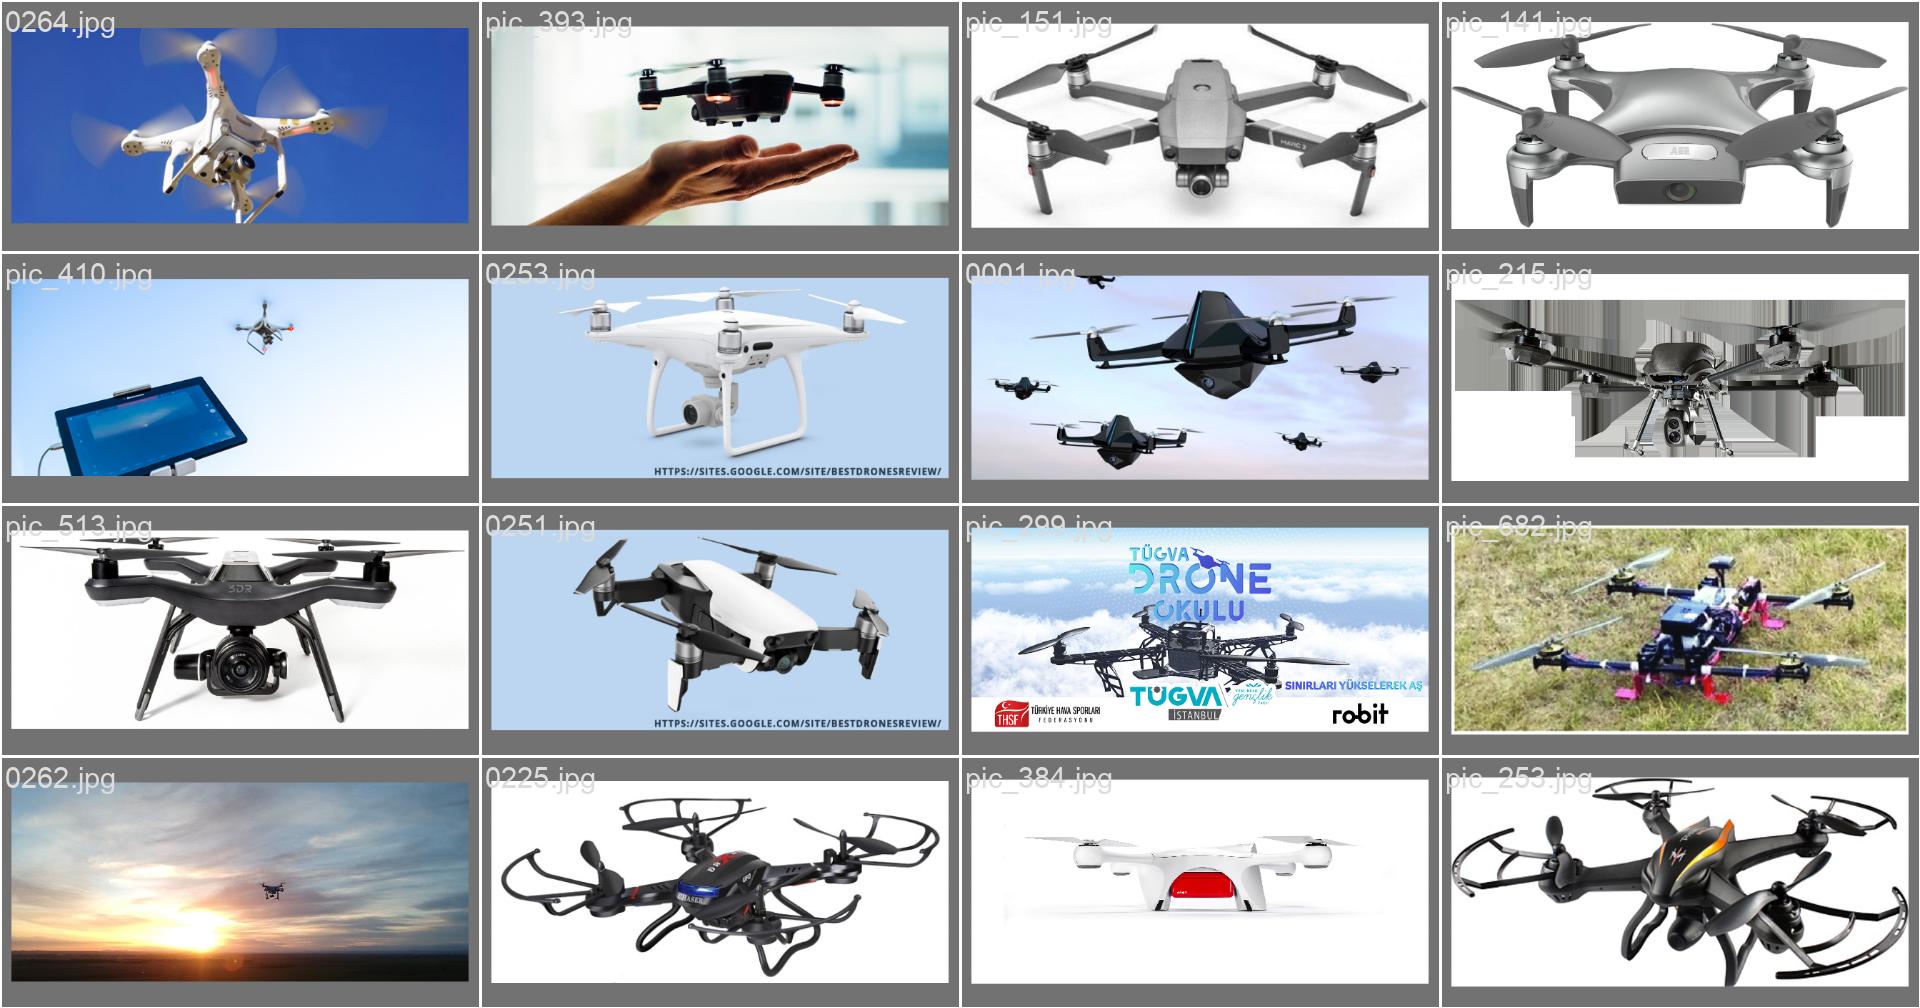 0264.jpg
pic_393.jpg
pic_151.jpg
pic_141.jpg
MAVIC 2
AEE
pic_410.jpg
0253.jpg
0001.jpg
pic_215.jpg
HTTPS://SITES.GOOGLE.COM/SITE/BESTDRONESREVIEW/
pic_513.jpg
0251.jpg
pic_299.jpg
pic_682.jpg
3DR
HTTPS://SITES.GOOGLE.COM/SITE/BESTDRONESREVIEW/
TÜGVA
DRONE
OKULU
TÜGVA
İSTANBUL
gençlik
SINIRLARI YÜKSELEREK AŞ
THSF
TÜRKİYE HAVA SPORLARI
FEDERASYONU
robit
0262.jpg
0225.jpg
pic_384.jpg
pic_253.jpg
UFO